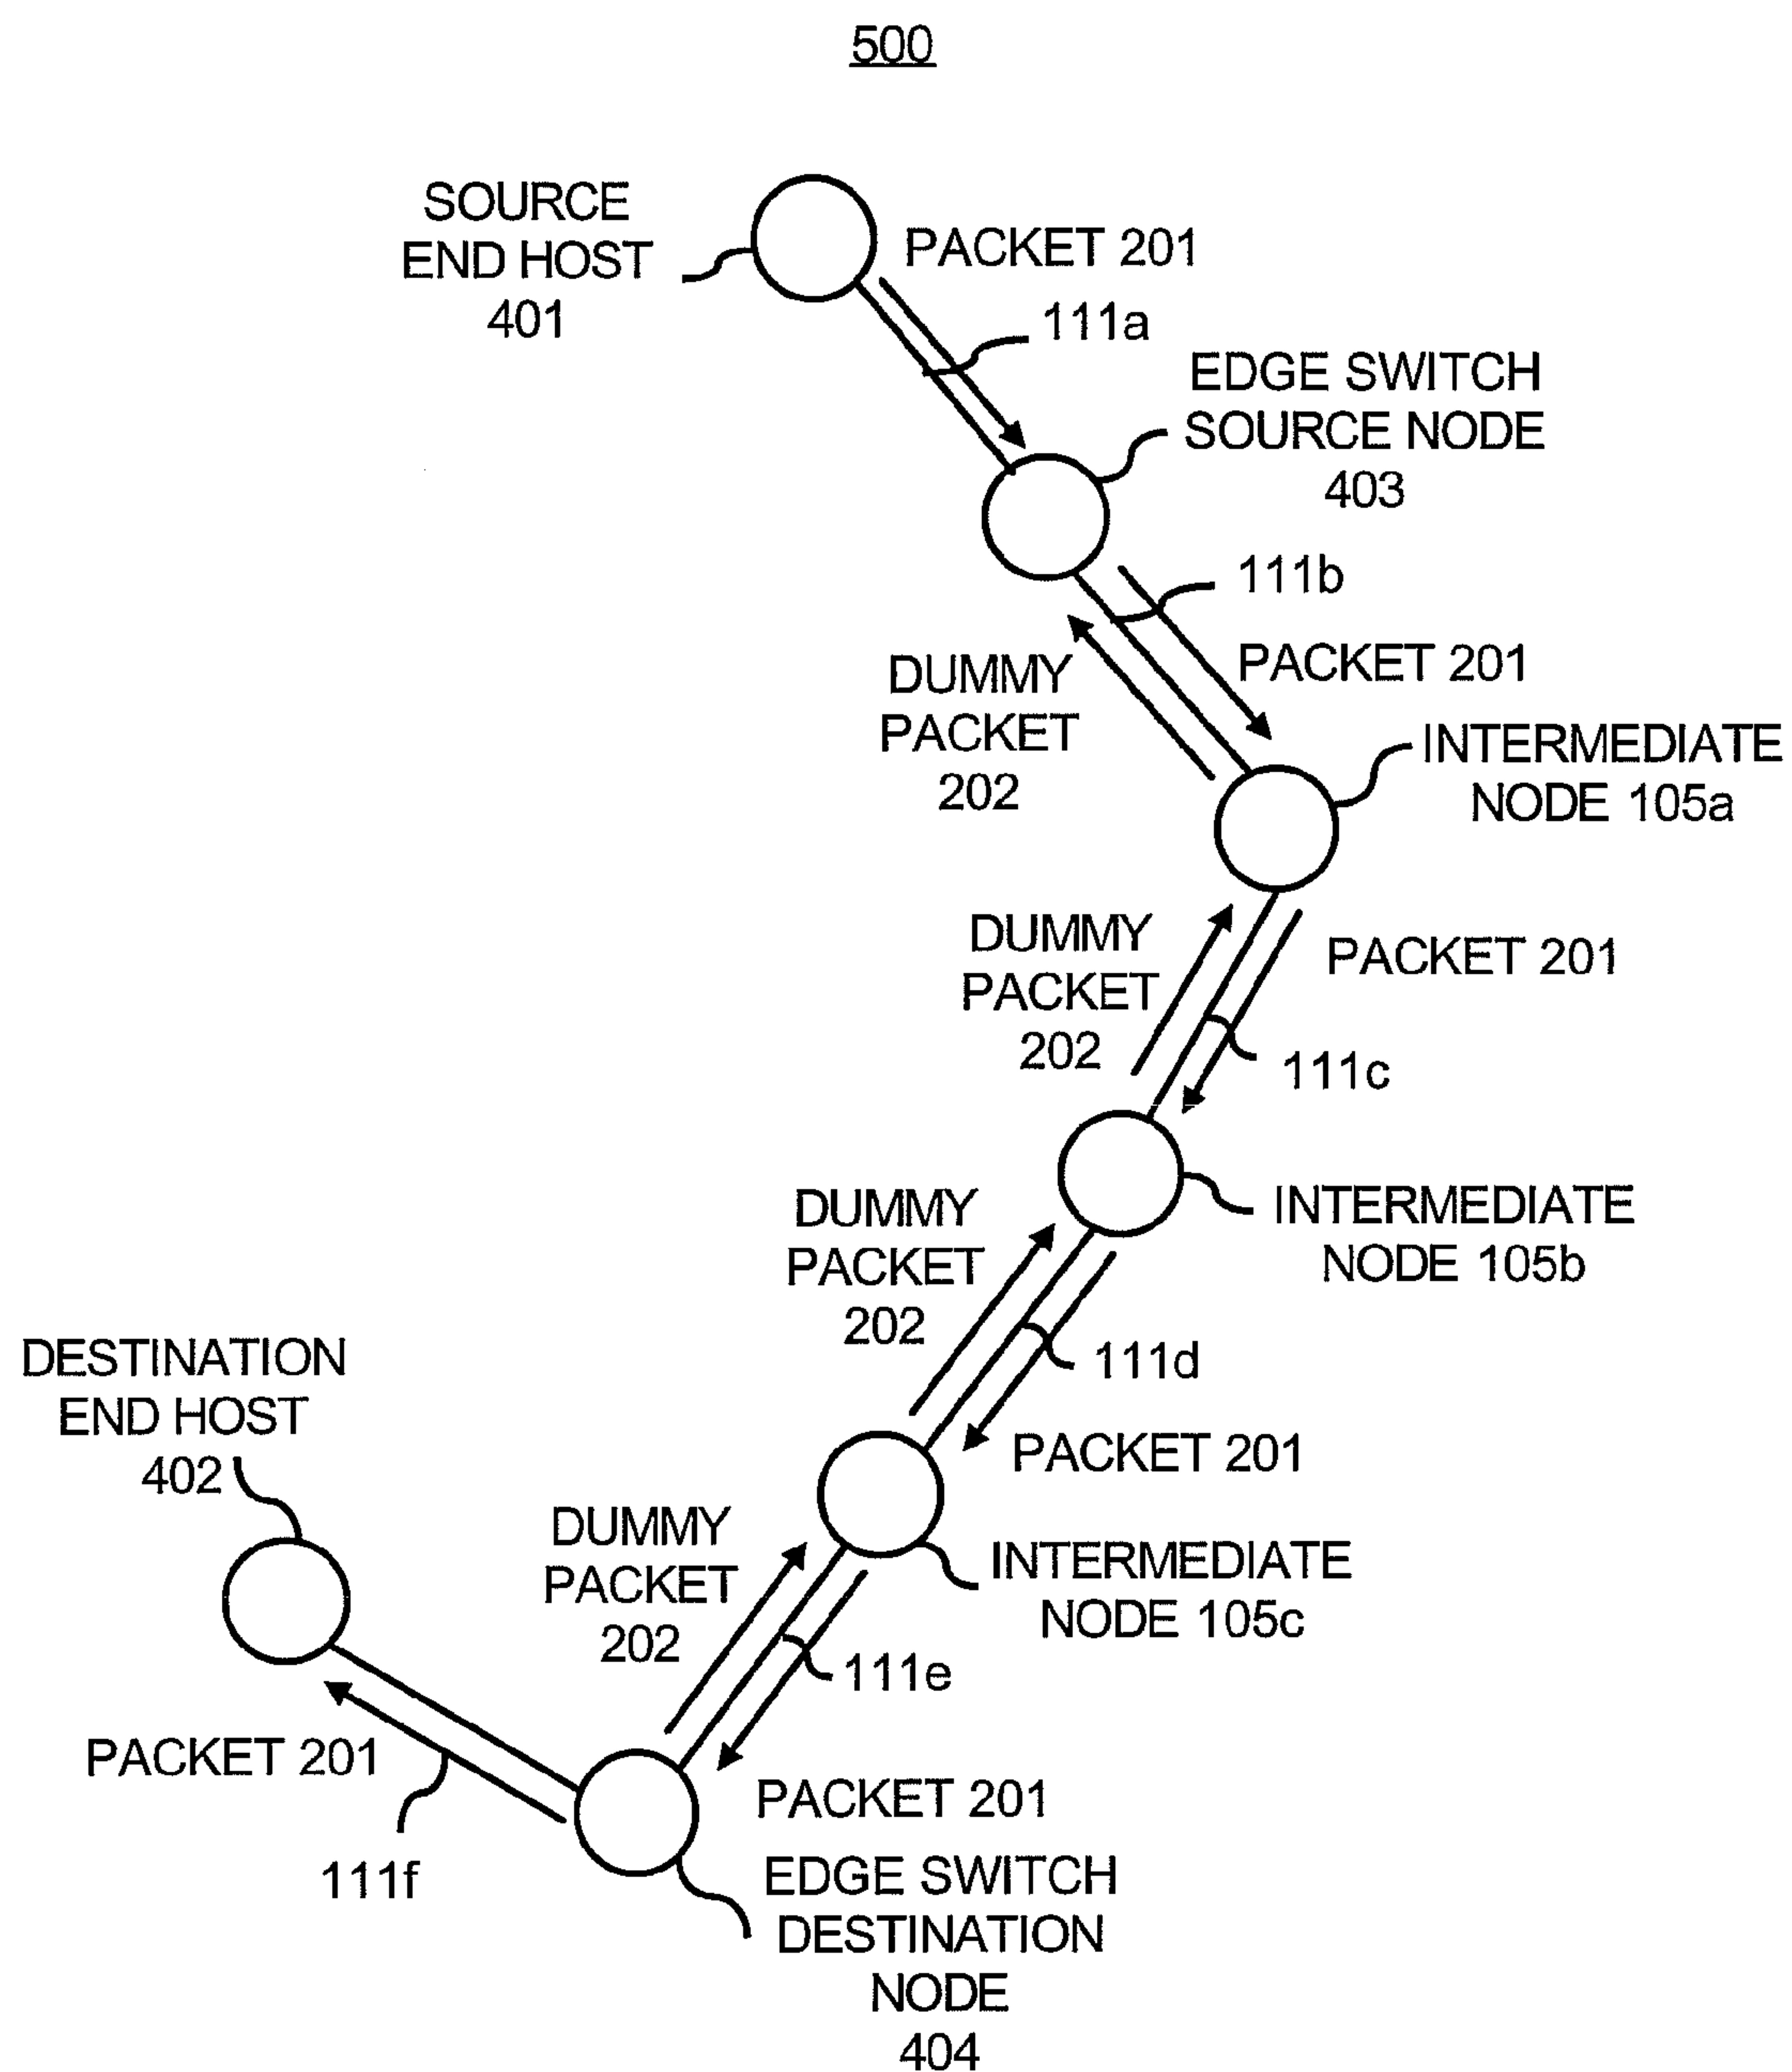 500
SOURCE
END HOST
401
PACKET 201
111a
EDGE SWITCH
SOURCE NODE
403
111b
DUMMY
PACKET
202
PACKET 201
INTERMEDIATE
NODE 105a
DUMMY
PACKET
202
PACKET 201
111c
DUMMY
PACKET
202
INTERMEDIATE
NODE 105b
111d
DESTINATION
END HOST
402
PACKET 201
DUMMY
PACKET
202
INTERMEDIATE
NODE 105c
111e
PACKET 201
111f
PACKET 201
EDGE SWITCH
DESTINATION
NODE
404